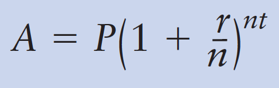 A = P(1 + r/n)^nt